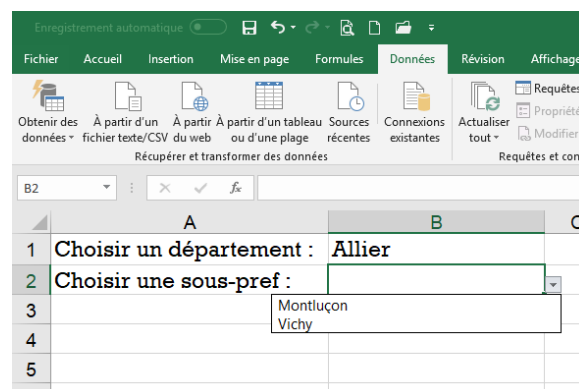 Enregistrement automatique
Fichier Accueil Insertion Mise en page Formules Données Révision Affichage
Obtenir des données À partir d'un fichier texte/CSV À partir du web À partir d'un tableau ou d'une plage Sources récentes Connexions existantes Actualiser tout
Requêtes
Propriété
Modifier
Récupérer et transformer des données Requêtes et con
B2 fx
A B C
1 Choisir un département : Allier
2 Choisir une sous-pref :
Montluçon
Vichy
3
4
5